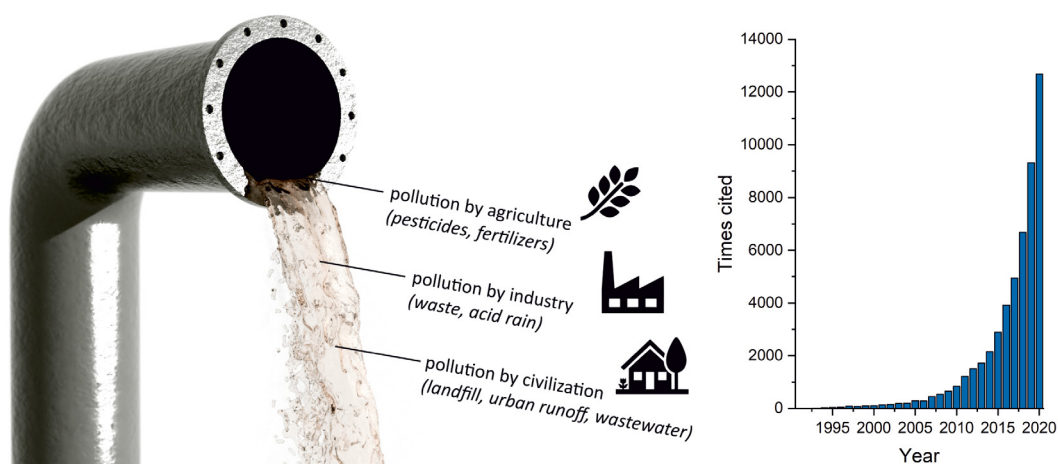 pollution by agriculture
(pesticides, fertilizers)
pollution by industry
(waste, acid rain)
pollution by civilization
(landfill, urban runoff, wastewater)
Times cited
14000
12000
10000
8000
6000
4000
2000
0
1995 2000 2005 2010 2015 2020
Year